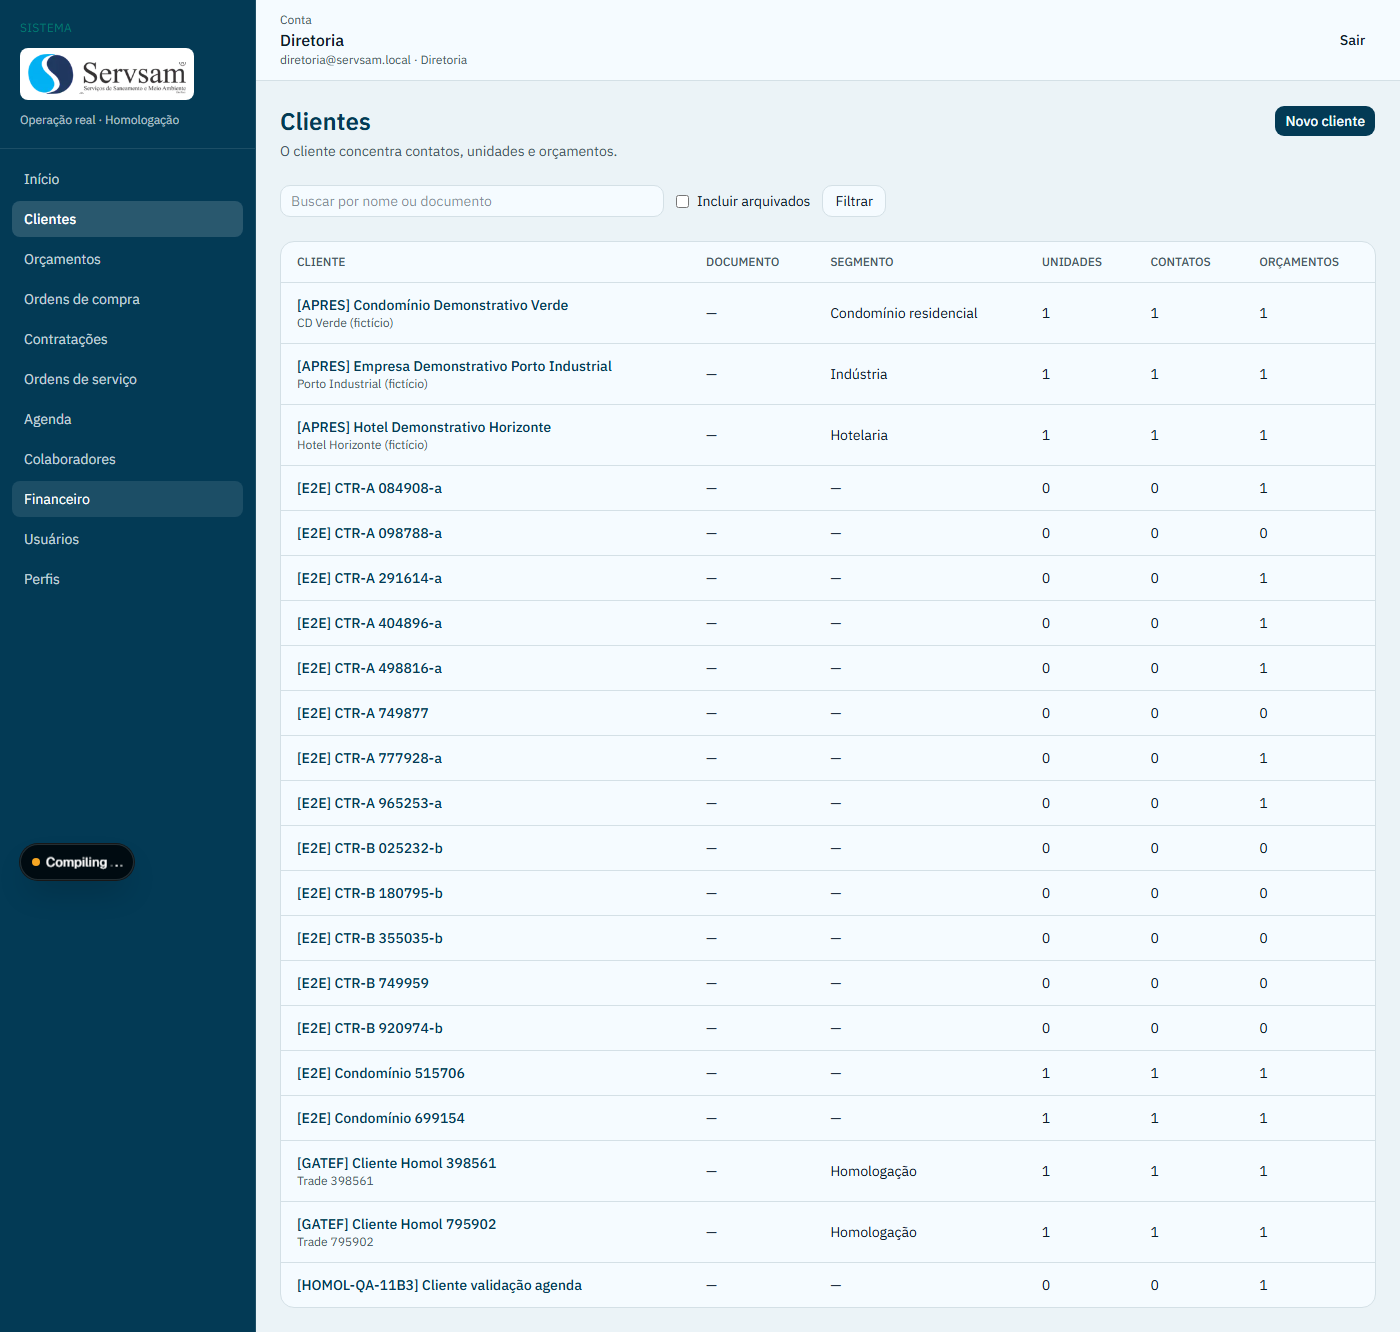 SISTEMA
Servsam
Serviços de Saneamento e Meio Ambiente
Operação real · Homologação
Início
Clientes
Orçamentos
Ordens de compra
Contratações
Ordens de serviço
Agenda
Colaboradores
Financeiro
Usuários
Perfis
Compiling ...
Conta
Diretoria
diretoria@servsam.local · Diretoria
Sair
Clientes
Novo cliente
O cliente concentra contatos, unidades e orçamentos.
Buscar por nome ou documento
Incluir arquivados
Filtrar
CLIENTE DOCUMENTO SEGMENTO UNIDADES CONTATOS ORÇAMENTOS
[APRES] Condomínio Demonstrativo Verde
CD Verde (fictício)
— Condomínio residencial 1 1 1
[APRES] Empresa Demonstrativo Porto Industrial
Porto Industrial (fictício)
— Indústria 1 1 1
[APRES] Hotel Demonstrativo Horizonte
Hotel Horizonte (fictício)
— Hotelaria 1 1 1
[E2E] CTR-A 084908-a — — 0 0 1
[E2E] CTR-A 098788-a — — 0 0 0
[E2E] CTR-A 291614-a — — 0 0 1
[E2E] CTR-A 404896-a — — 0 0 1
[E2E] CTR-A 498816-a — — 0 0 1
[E2E] CTR-A 749877 — — 0 0 0
[E2E] CTR-A 777928-a — — 0 0 1
[E2E] CTR-A 965253-a — — 0 0 1
[E2E] CTR-B 025232-b — — 0 0 0
[E2E] CTR-B 180795-b — — 0 0 0
[E2E] CTR-B 355035-b — — 0 0 0
[E2E] CTR-B 749959 — — 0 0 0
[E2E] CTR-B 920974-b — — 0 0 0
[E2E] Condomínio 515706 — — 1 1 1
[E2E] Condomínio 699154 — — 1 1 1
[GATEF] Cliente Homol 398561
Trade 398561
— Homologação 1 1 1
[GATEF] Cliente Homol 795902
Trade 795902
— Homologação 1 1 1
[HOMOL-QA-11B3] Cliente validação agenda — — 0 0 1